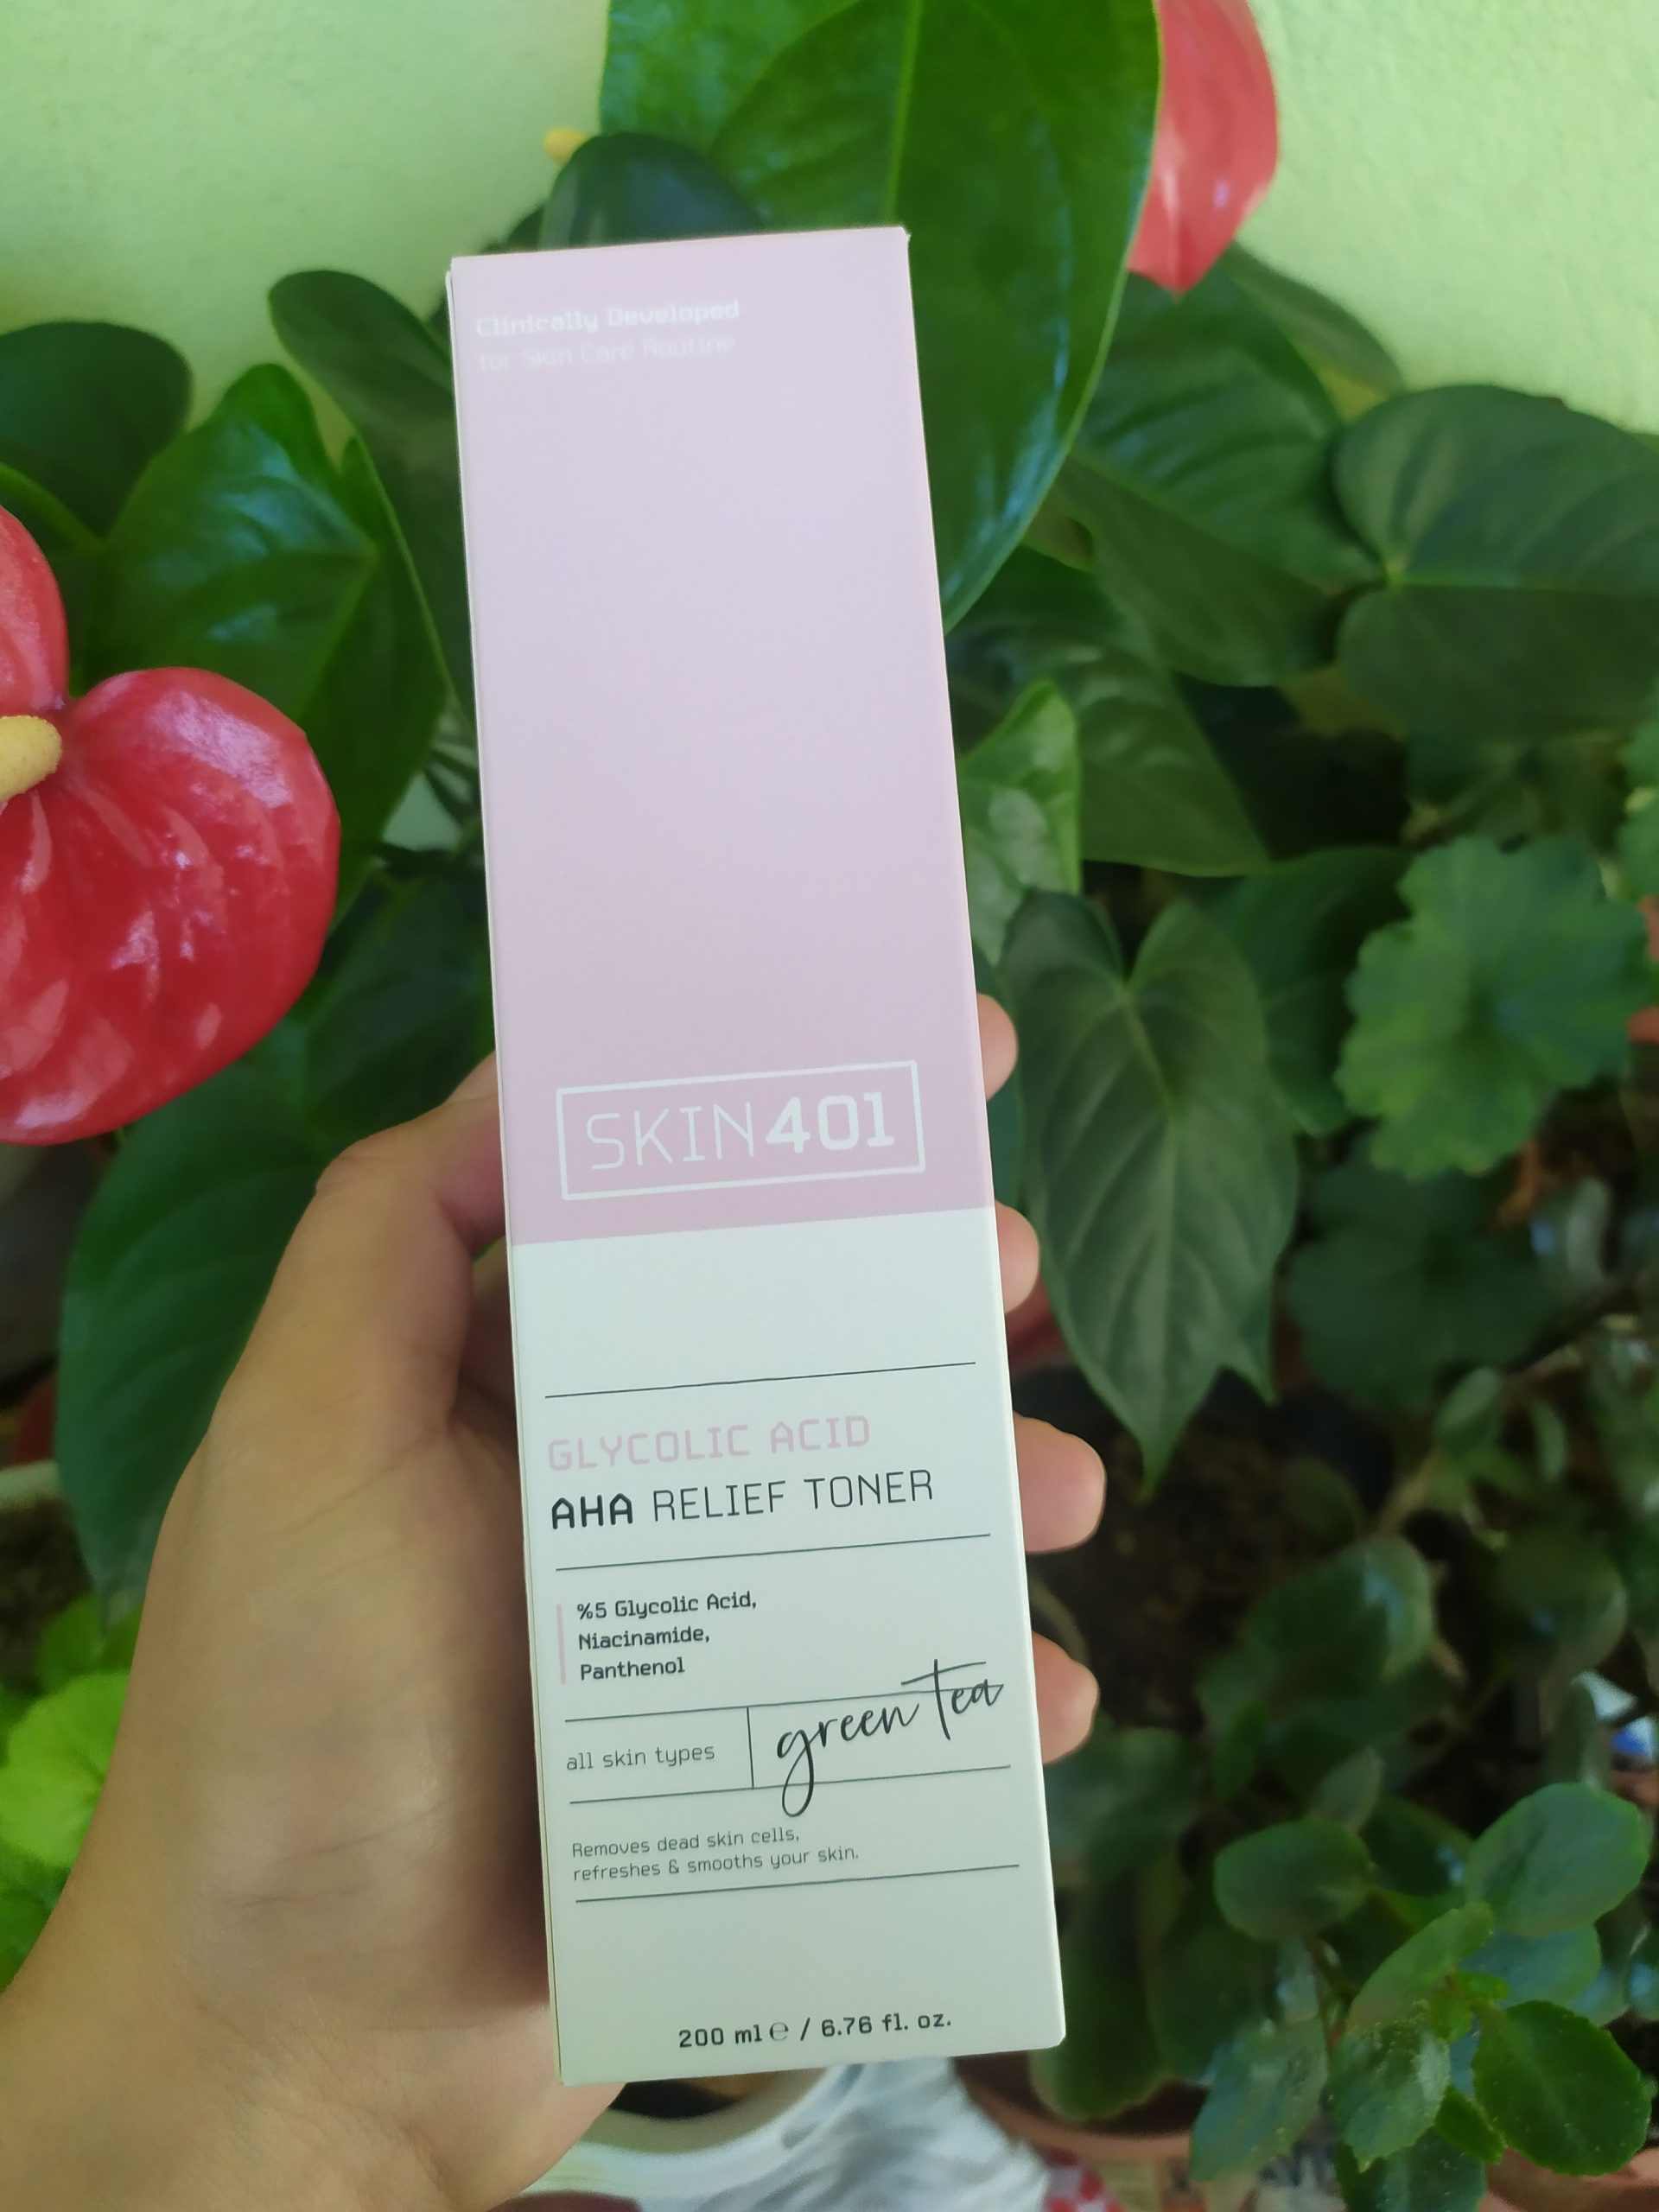 Clinically Developed
for Skin Care Routine
SKIN401
GLYCOLIC ACID
AHA RELIEF TONER
%5 Glycolic Acid,
Niacinamide,
Panthenol
all skin types
green tea
Removes dead skin cells,
refreshes & smooths your skin.
200 ml ℮ / 6.76 fl. oz.